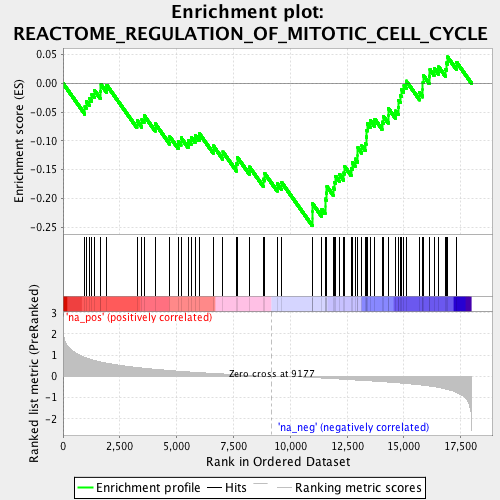 Enrichment plot:
REACTOME_REGULATION_OF_MITOTIC_CELL_CYCLE
Enrichment score (ES)
0.05
0.00
-0.05
-0.10
-0.15
-0.20
-0.25
'na_pos' (positively correlated)
Ranked list metric (PreRanked)
3
2
1
0
-1
-2
Zero cross at 9177
'na_neg' (negatively correlated)
0
2,500
5,000
7,500
10,000
12,500
15,000
17,500
Rank in Ordered Dataset
Enrichment profile
Hits
Ranking metric scores